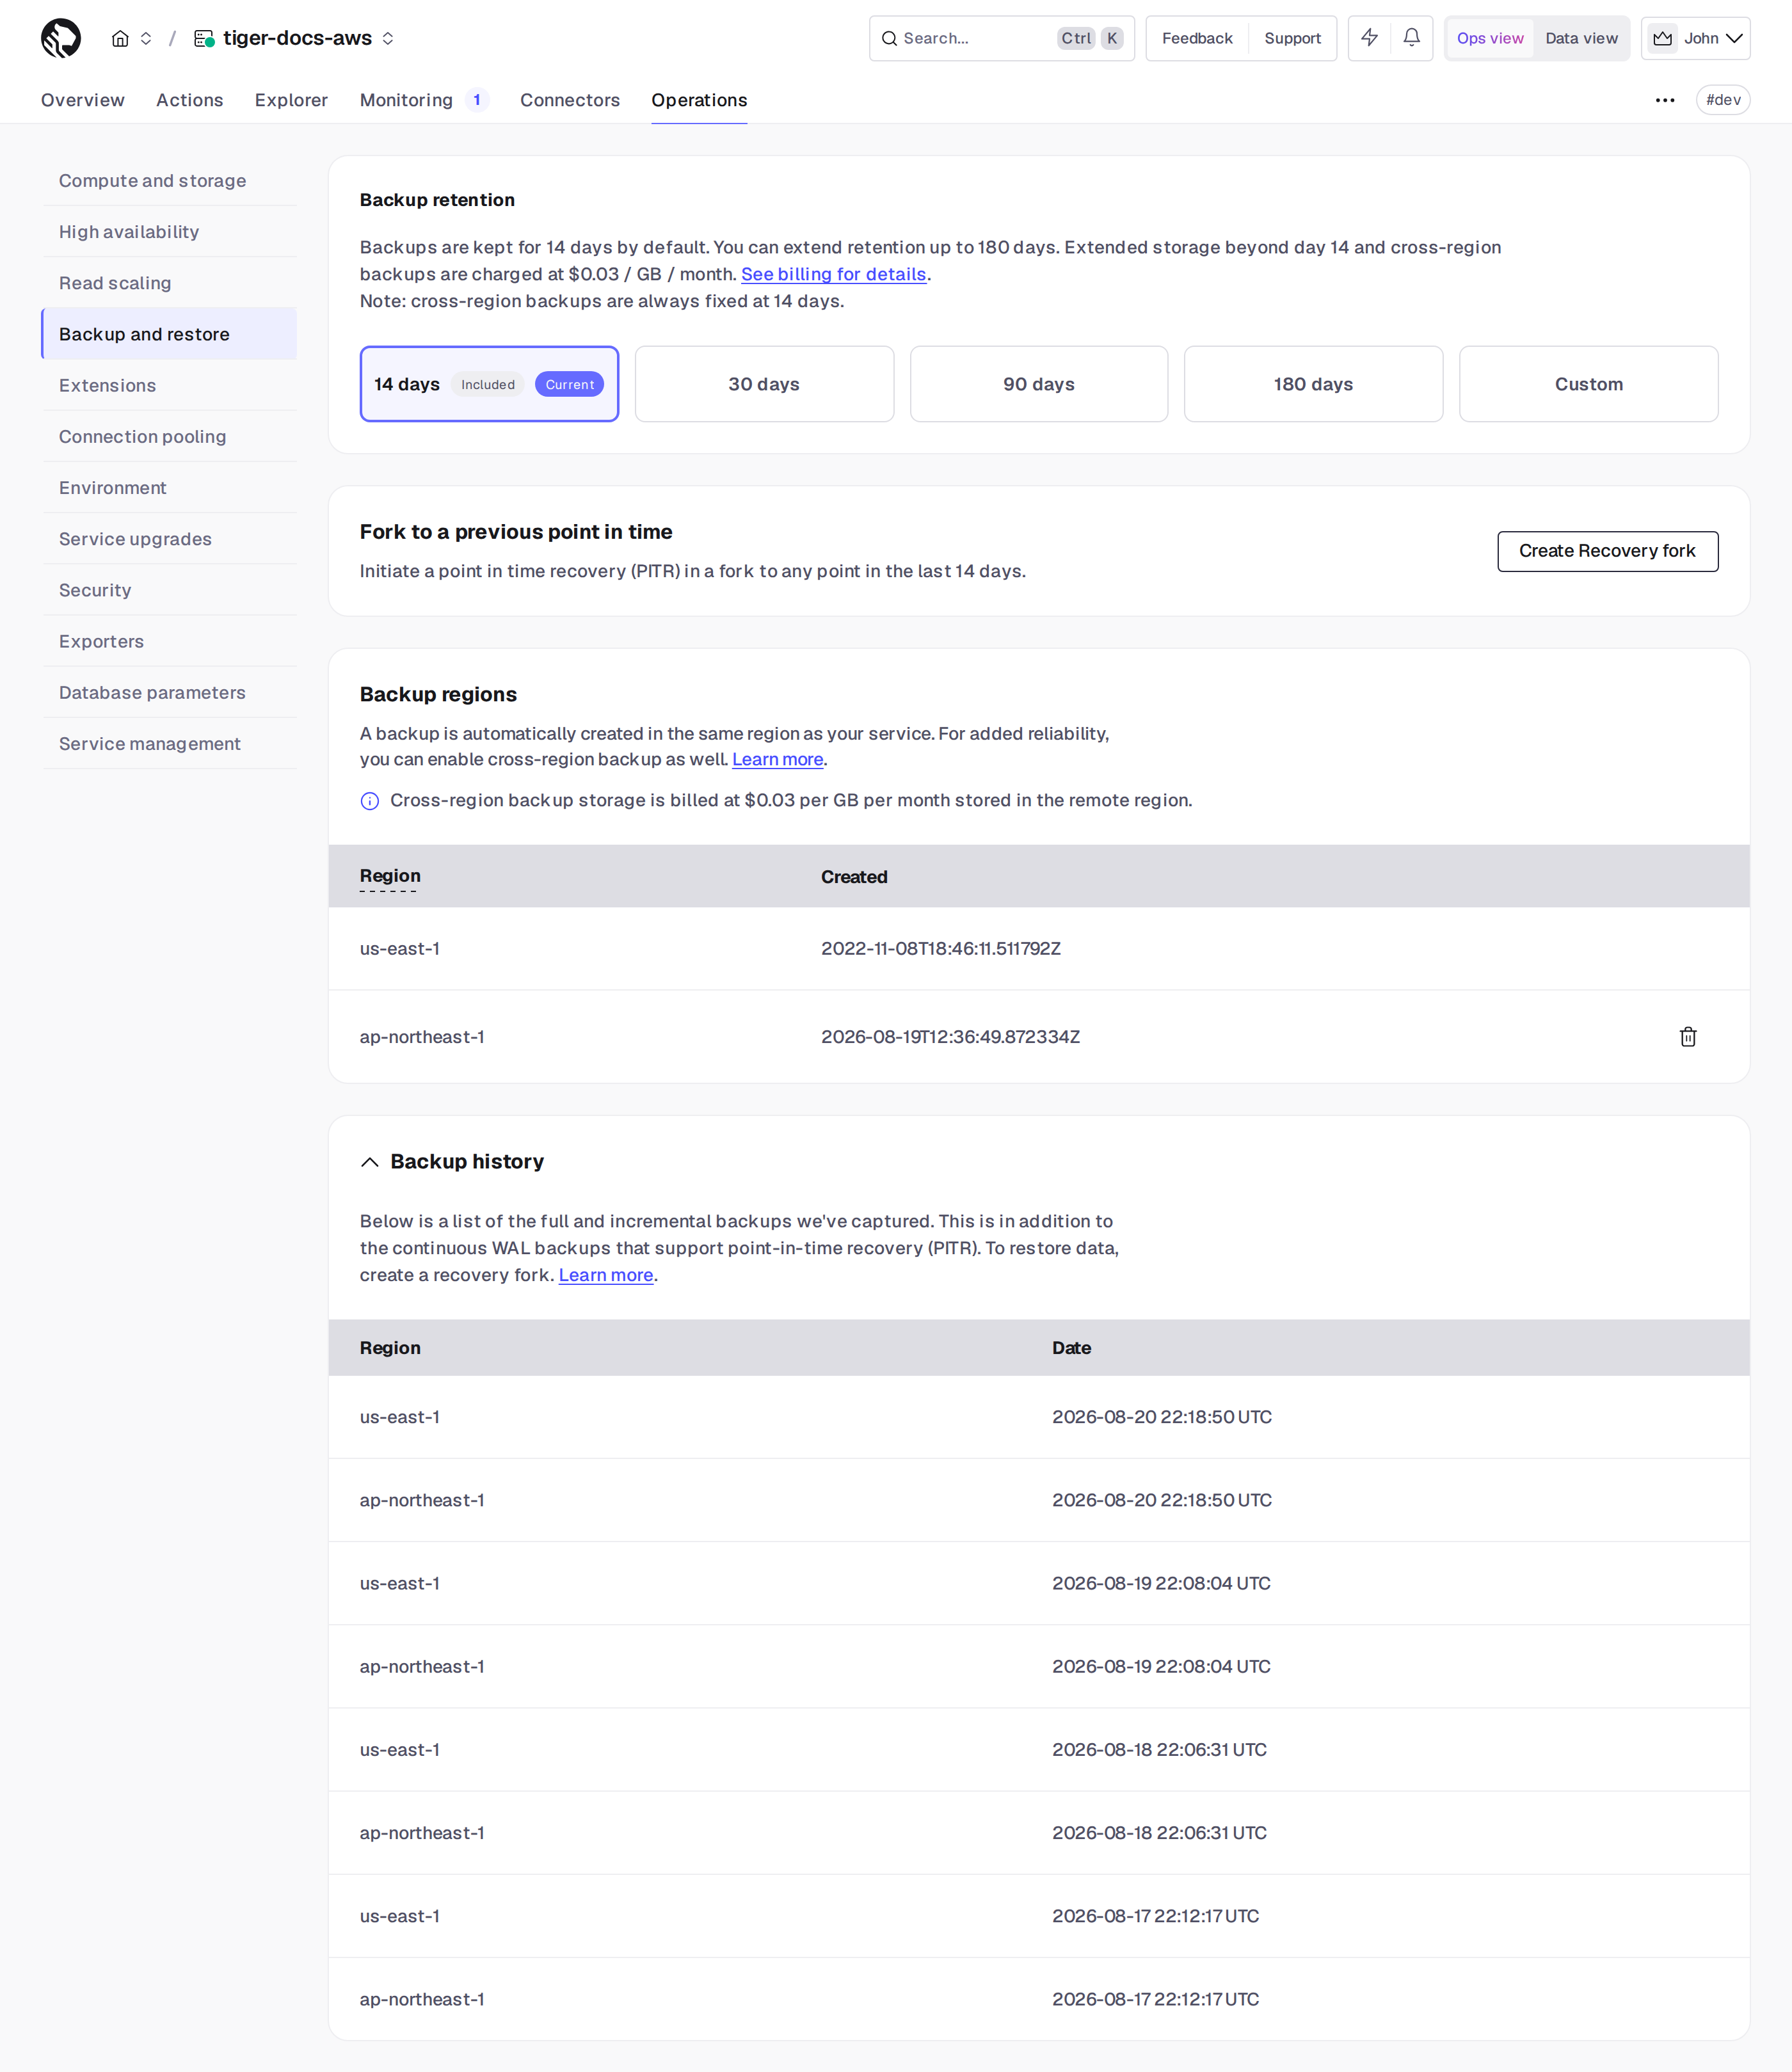 / tiger-docs-aws
Search... Ctrl K
Feedback Support
Ops view Data view
John
Overview Actions Explorer Monitoring 1 Connectors Operations
#dev
Compute and storage
High availability
Read scaling
Backup and restore
Extensions
Connection pooling
Environment
Service upgrades
Security
Exporters
Database parameters
Service management
Backup retention
Backups are kept for 14 days by default. You can extend retention up to 180 days. Extended storage beyond day 14 and cross-region
backups are charged at $0.03 / GB / month. See billing for details.
Note: cross-region backups are always fixed at 14 days.
14 days Included Current
30 days
90 days
180 days
Custom
Fork to a previous point in time
Initiate a point in time recovery (PITR) in a fork to any point in the last 14 days.
Create Recovery fork
Backup regions
A backup is automatically created in the same region as your service. For added reliability,
you can enable cross-region backup as well. Learn more.
Cross-region backup storage is billed at $0.03 per GB per month stored in the remote region.
Region Created
us-east-1 2022-11-08T18:46:11.511792Z
ap-northeast-1 2026-08-19T12:36:49.872334Z
Backup history
Below is a list of the full and incremental backups we've captured. This is in addition to
the continuous WAL backups that support point-in-time recovery (PITR). To restore data,
create a recovery fork. Learn more.
Region Date
us-east-1 2026-08-20 22:18:50 UTC
ap-northeast-1 2026-08-20 22:18:50 UTC
us-east-1 2026-08-19 22:08:04 UTC
ap-northeast-1 2026-08-19 22:08:04 UTC
us-east-1 2026-08-18 22:06:31 UTC
ap-northeast-1 2026-08-18 22:06:31 UTC
us-east-1 2026-08-17 22:12:17 UTC
ap-northeast-1 2026-08-17 22:12:17 UTC